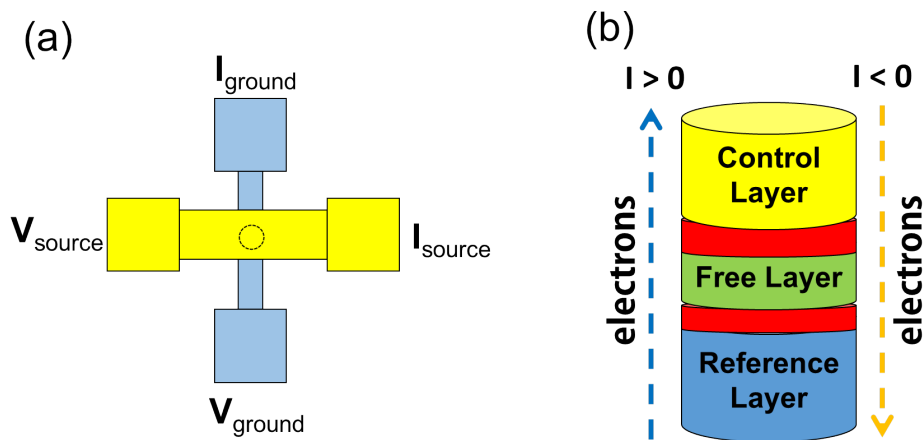 (a)
I ground
V source
I source
V ground
(b)
I > 0
I < 0
electrons
Control
Layer
Free Layer
Reference
Layer
electrons